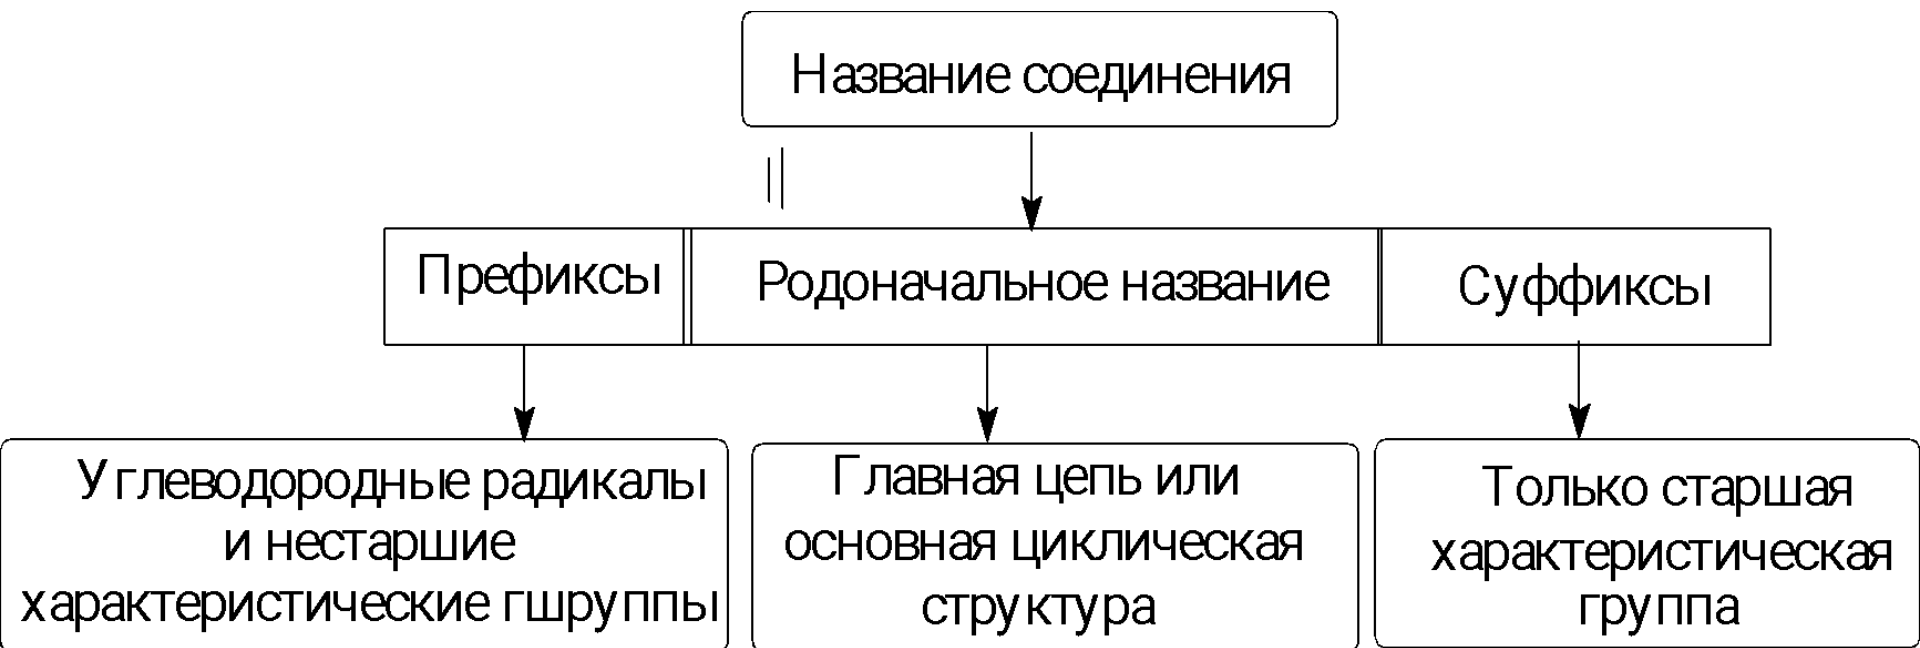 Название соединения
Префиксы
Родоначальное название
Суффиксы
Углеводородные радикалы
и нестаршие
характеристические гшруппы
Главная цепь или
основная циклическая
структура
Только старшая
характеристическая
группа